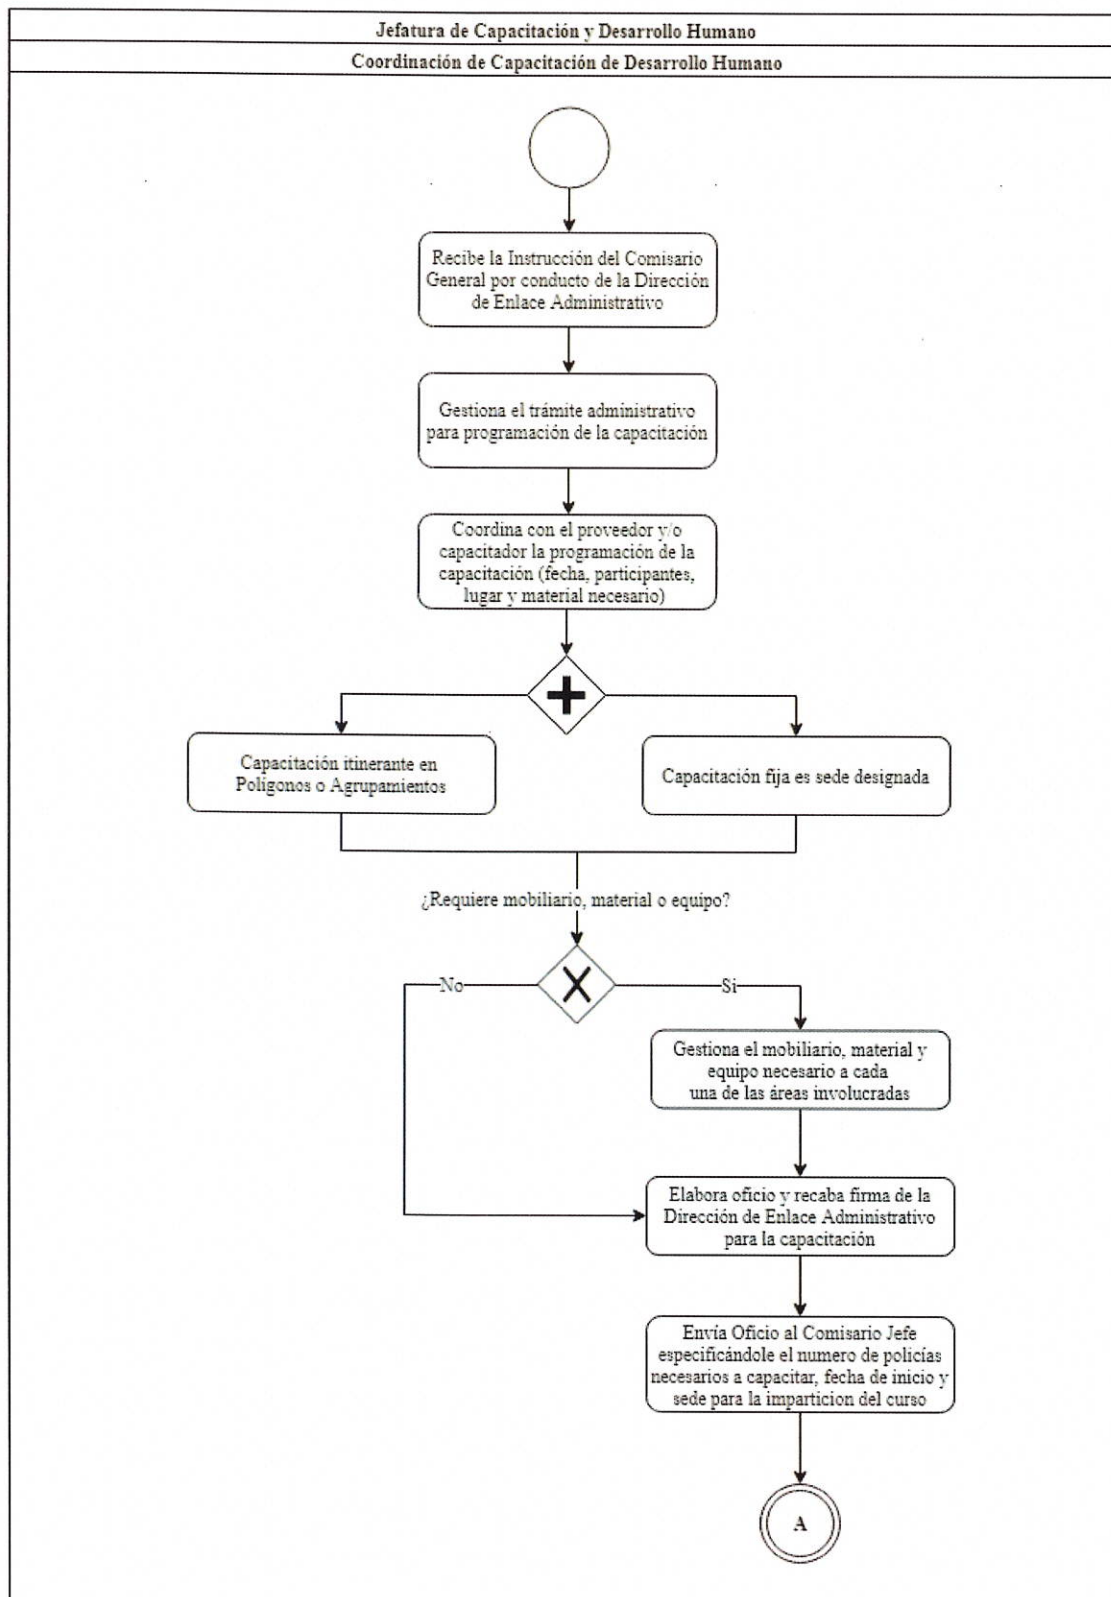 Jefatura de Capacitación y Desarrollo Humano
Coordinación de Capacitación de Desarrollo Humano
Recibe la Instrucción del Comisario
General por conducto de la Dirección
de Enlace Administrativo
Gestiona el trámite administrativo
para programación de la capacitación
Coordina con el proveedor y/o
capacitador la programación de la
capacitación (fecha, participantes,
lugar y material necesario)
Capacitación itinerante en
Polígonos o Agrupamientos
Capacitación fija es sede designada
¿Requiere mobiliario, material o equipo?
No
Si
Gestiona el mobiliario, material y
equipo necesario a cada
una de las áreas involucradas
Elabora oficio y recaba firma de la
Dirección de Enlace Administrativo
para la capacitación
Envía Oficio al Comisario Jefe
especificándole el numero de policías
necesarios a capacitar, fecha de inicio y
sede para la imparticion del curso
A